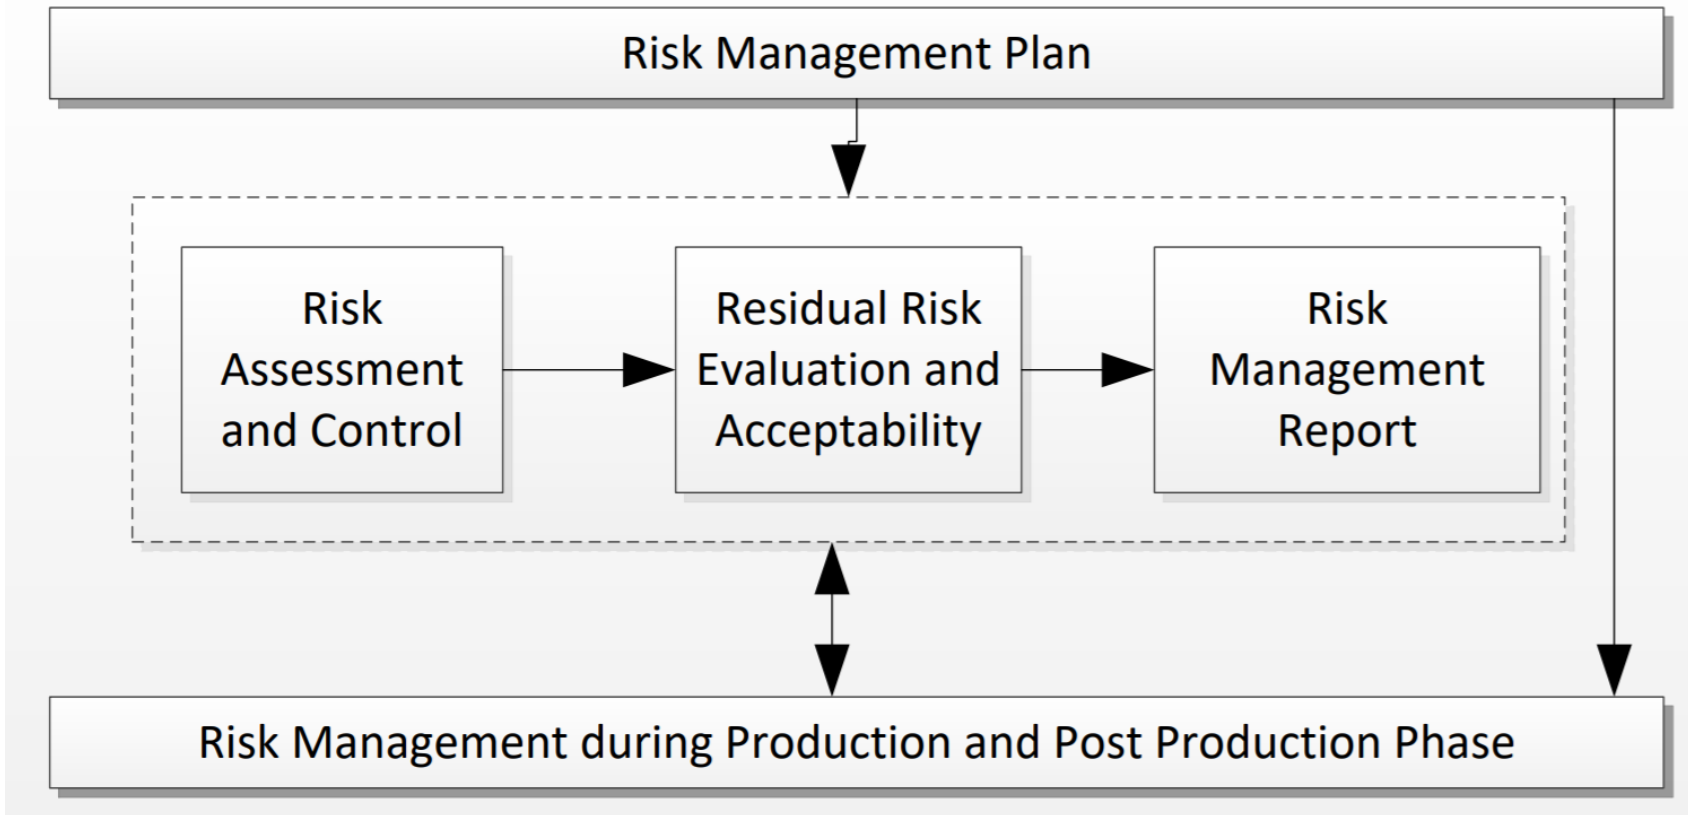 Risk Management Plan
Risk
Assessment
and Control
Residual Risk
Evaluation and
Acceptability
Risk
Management
Report
Risk Management during Production and Post Production Phase